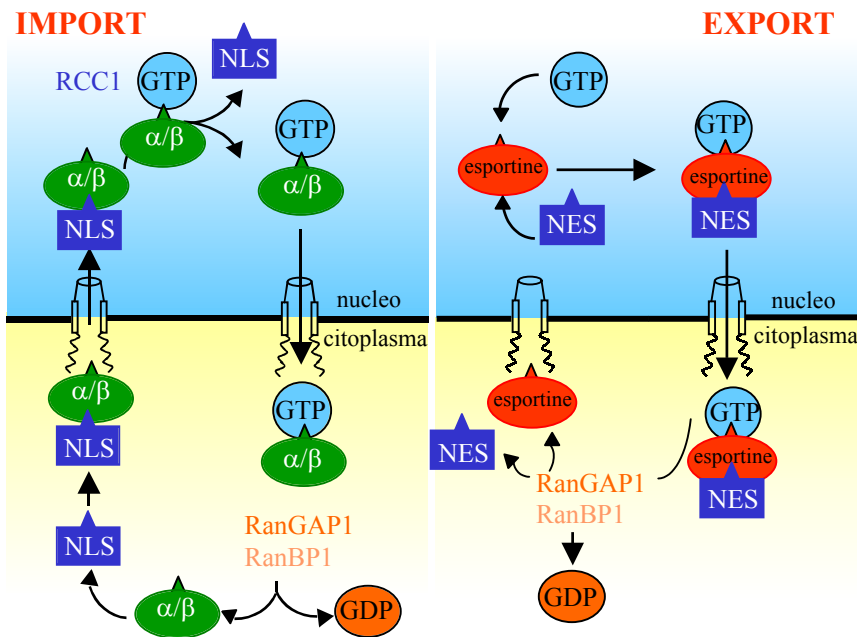 IMPORT
NLS
GTP
RCC1
α/β
GTP
α/β
α/β
NLS
nucleo
citoplasma
α/β
NLS
GTP
α/β
NLS
RanGAP1
RanBP1
α/β
GDP
EXPORT
GTP
GTP
esportine
esportine
NES
NES
nucleo
citoplasma
esportine
GTP
NES
esportine
RanGAP1
NES
RanBP1
GDP